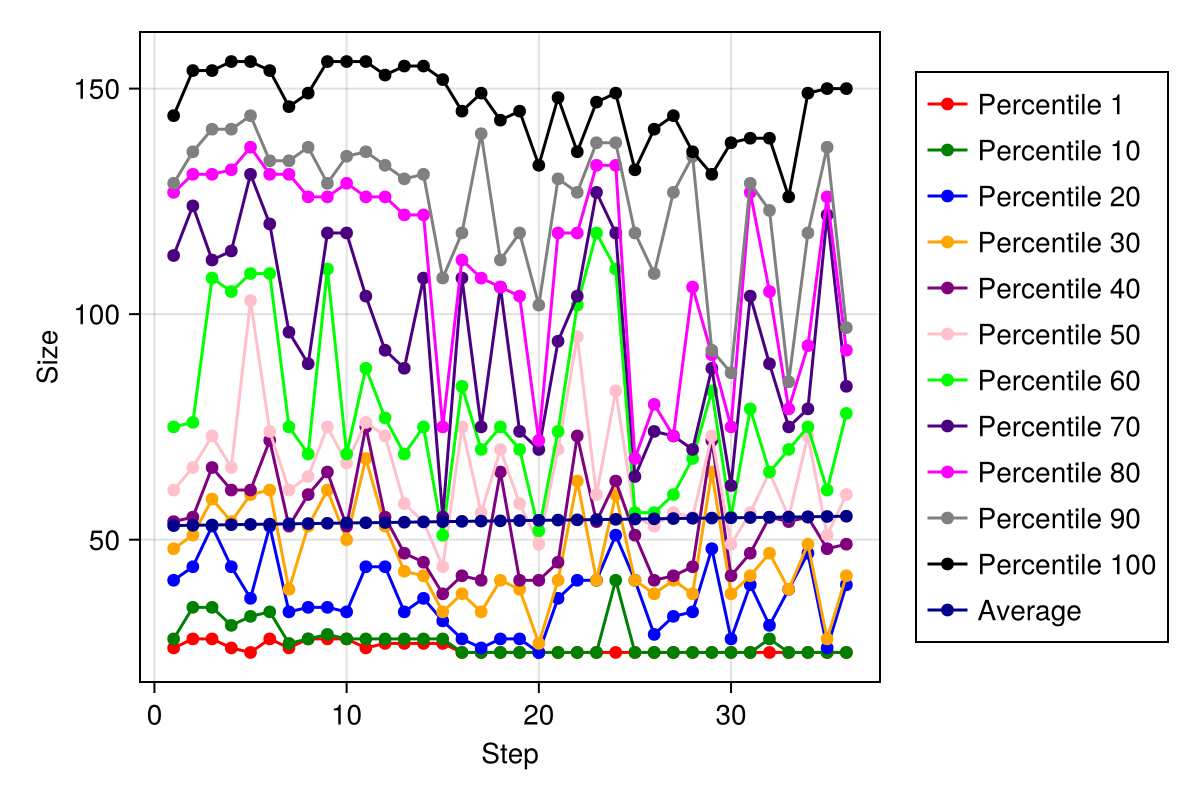 150
100
50
Size
0
10
20
30
Step
Percentile 1
Percentile 10
Percentile 20
Percentile 30
Percentile 40
Percentile 50
Percentile 60
Percentile 70
Percentile 80
Percentile 90
Percentile 100
Average